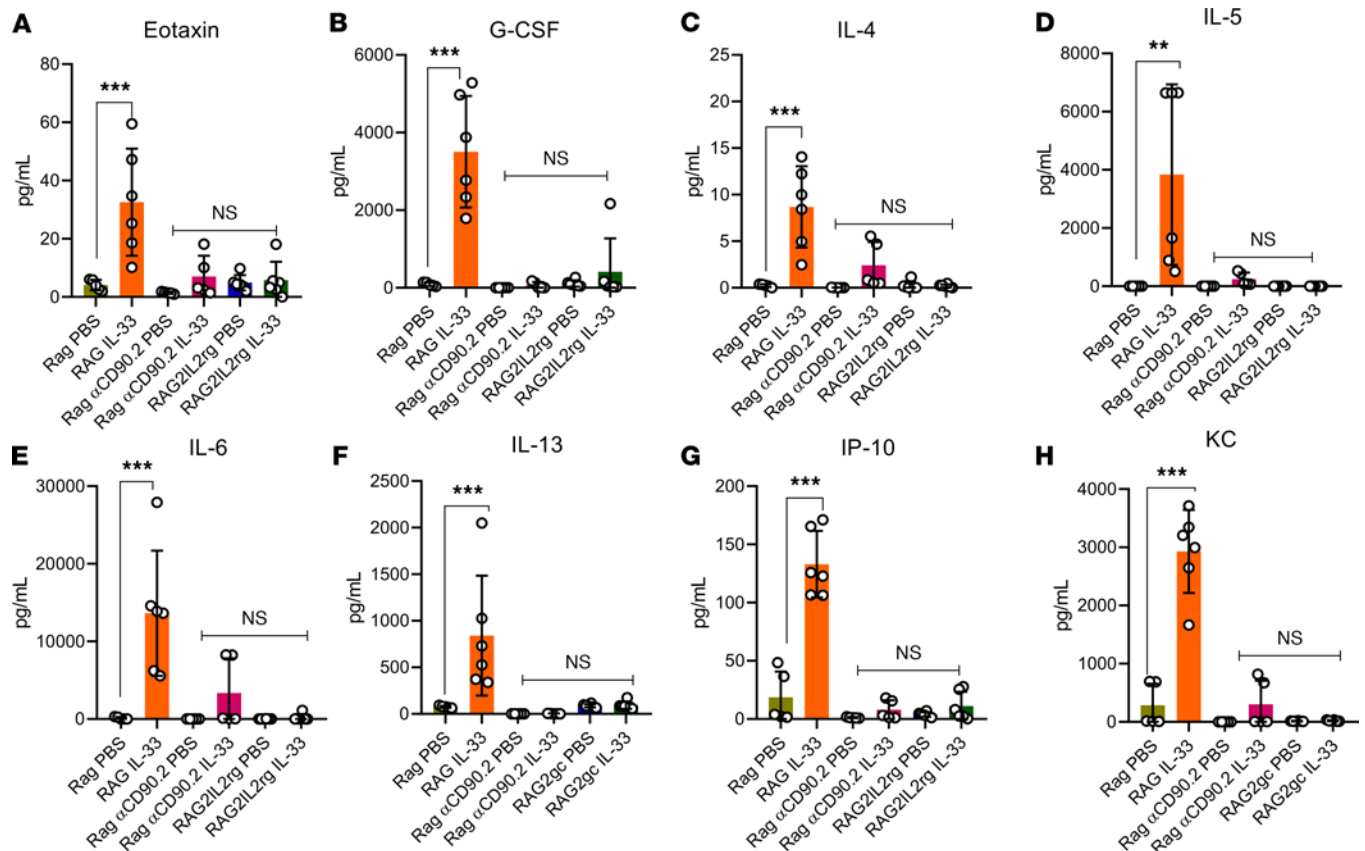 A
Eotaxin
80
60
40
20
0
pg/mL
***
NS
Rag PBS
RAG IL-33
Rag αCD90.2 PBS
Rag αCD90.2 IL-33
RAG2IL2rg PBS
RAG2IL2rg IL-33
B
G-CSF
6000
4000
2000
0
pg/mL
***
NS
Rag PBS
RAG IL-33
Rag αCD90.2 PBS
Rag αCD90.2 IL-33
RAG2IL2rg PBS
RAG2IL2rg IL-33
C
IL-4
25
20
15
10
5
0
pg/mL
***
NS
Rag PBS
RAG IL-33
Rag αCD90.2 PBS
Rag αCD90.2 IL-33
RAG2IL2rg PBS
RAG2IL2rg IL-33
D
IL-5
8000
6000
4000
2000
0
pg/mL
**
NS
Rag PBS
RAG IL-33
Rag αCD90.2 PBS
Rag αCD90.2 IL-33
RAG2IL2rg PBS
RAG2IL2rg IL-33
E
IL-6
30000
20000
10000
0
pg/mL
***
NS
Rag PBS
RAG IL-33
Rag αCD90.2 PBS
Rag αCD90.2 IL-33
RAG2IL2rg PBS
RAG2IL2rg IL-33
F
IL-13
2500
2000
1500
1000
500
0
pg/mL
***
NS
Rag PBS
RAG IL-33
Rag αCD90.2 PBS
Rag αCD90.2 IL-33
RAG2gc PBS
RAG2gc IL-33
G
IP-10
200
150
100
50
0
pg/mL
***
NS
Rag PBS
RAG IL-33
Rag αCD90.2 PBS
Rag αCD90.2 IL-33
RAG2IL2rg PBS
RAG2IL2rg IL-33
H
KC
4000
3000
2000
1000
0
pg/mL
***
NS
Rag PBS
RAG IL-33
Rag αCD90.2 PBS
Rag αCD90.2 IL-33
RAG2gc PBS
RAG2gc IL-33